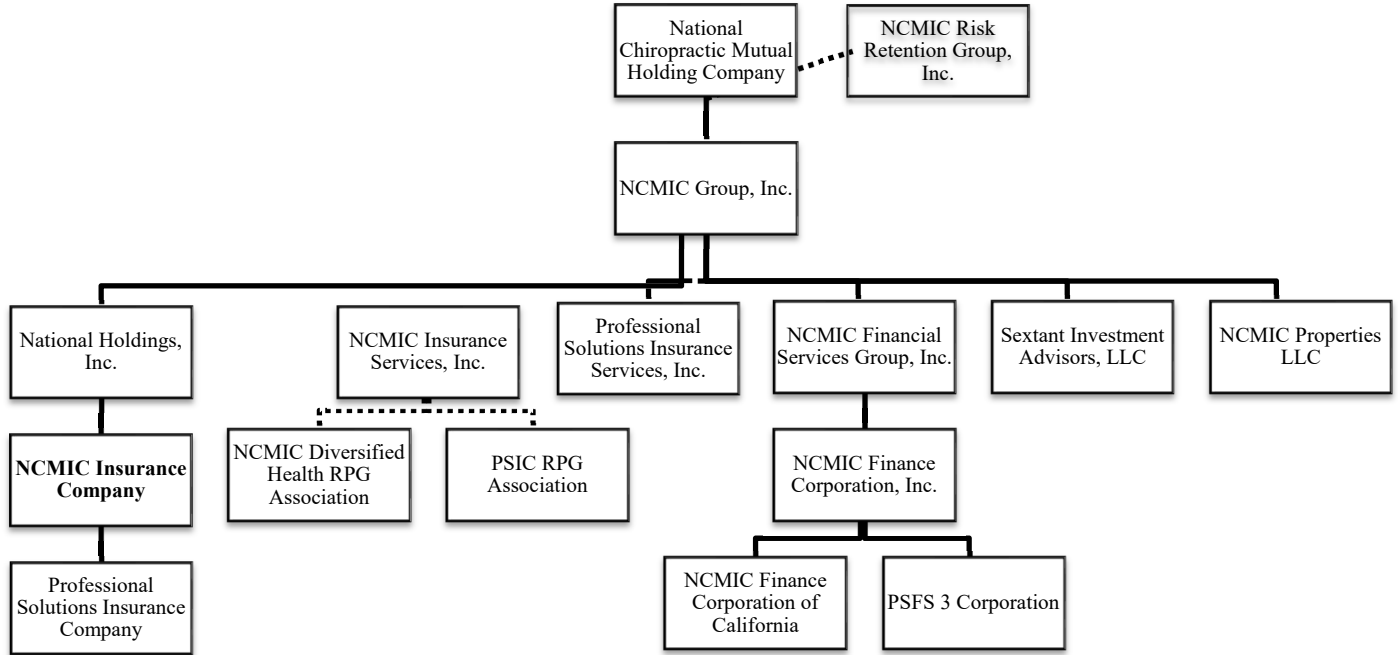 National
Chiropractic Mutual
Holding Company
NCMIC Risk
Retention Group,
Inc.
NCMIC Group, Inc.
National Holdings,
Inc.
NCMIC Insurance
Services, Inc.
Professional
Solutions Insurance
Services, Inc.
NCMIC Financial
Services Group, Inc.
Sextant Investment
Advisors, LLC
NCMIC Properties
LLC
NCMIC Insurance
Company
NCMIC Diversified
Health RPG
Association
PSIC RPG
Association
NCMIC Finance
Corporation, Inc.
Professional
Solutions Insurance
Company
NCMIC Finance
Corporation of
California
PSFS 3 Corporation